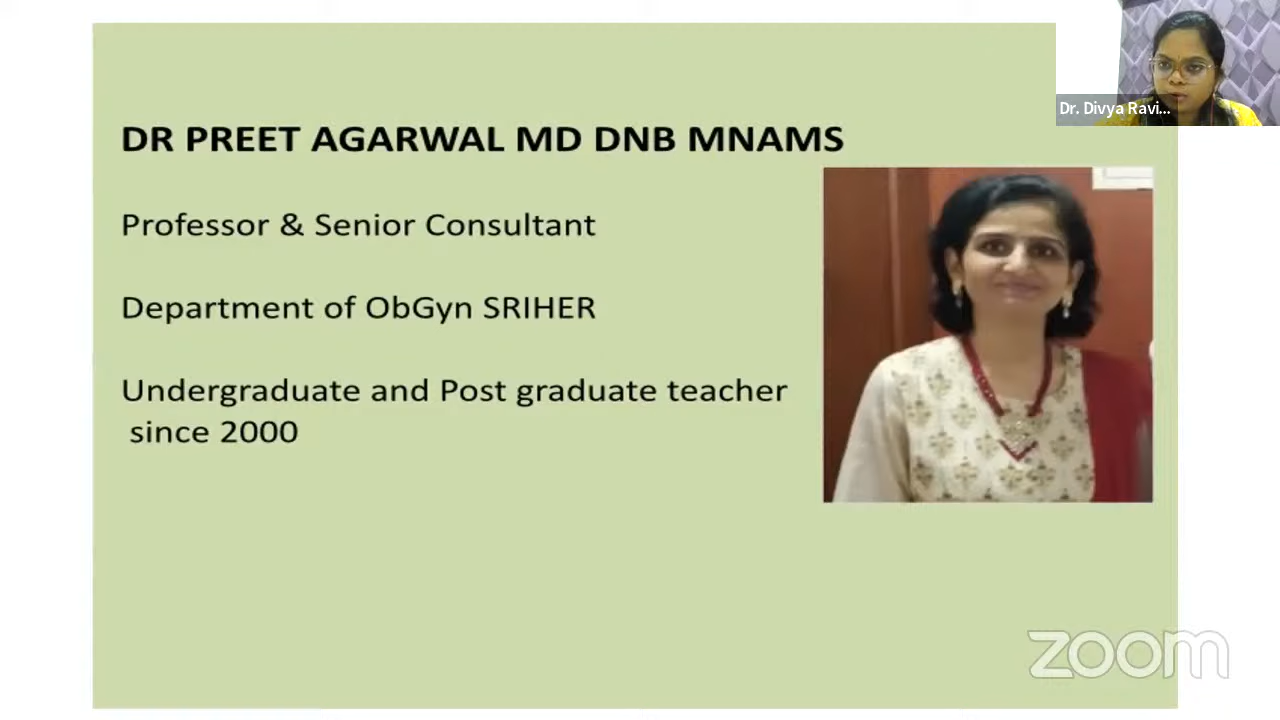 DR PREET AGARWAL MD DNB MNAMS
Professor & Senior Consultant
Department of ObGyn SRIHER
Undergraduate and Post graduate teacher
since 2000
Dr. Divya Ravi...
zoom